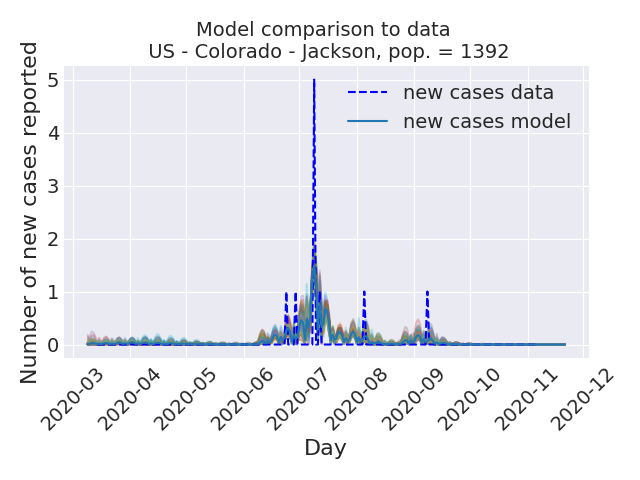 Model comparison to data
US - Colorado - Jackson, pop. = 1392
Number of new cases reported
5
4
3
2
1
0
new cases data
new cases model
2020-03
2020-04
2020-05
2020-06
2020-07
2020-08
2020-09
2020-10
2020-11
2020-12
Day